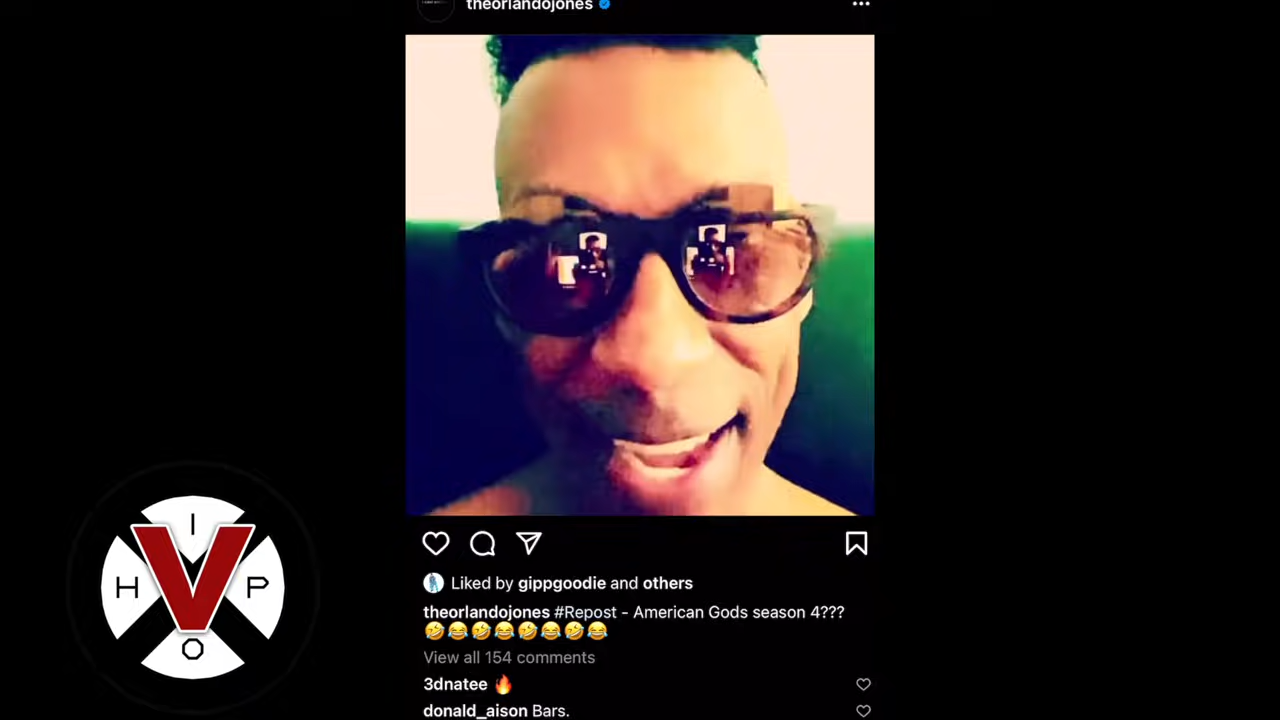 theorlandojones
Liked by gippgoodie and others
theorlandojones #Repost - American Gods season 4???
🤣😂🤣😂🤣😂🤣😂
View all 154 comments
3dnatee 🔥
donald_aison Bars.
I
H V P
O